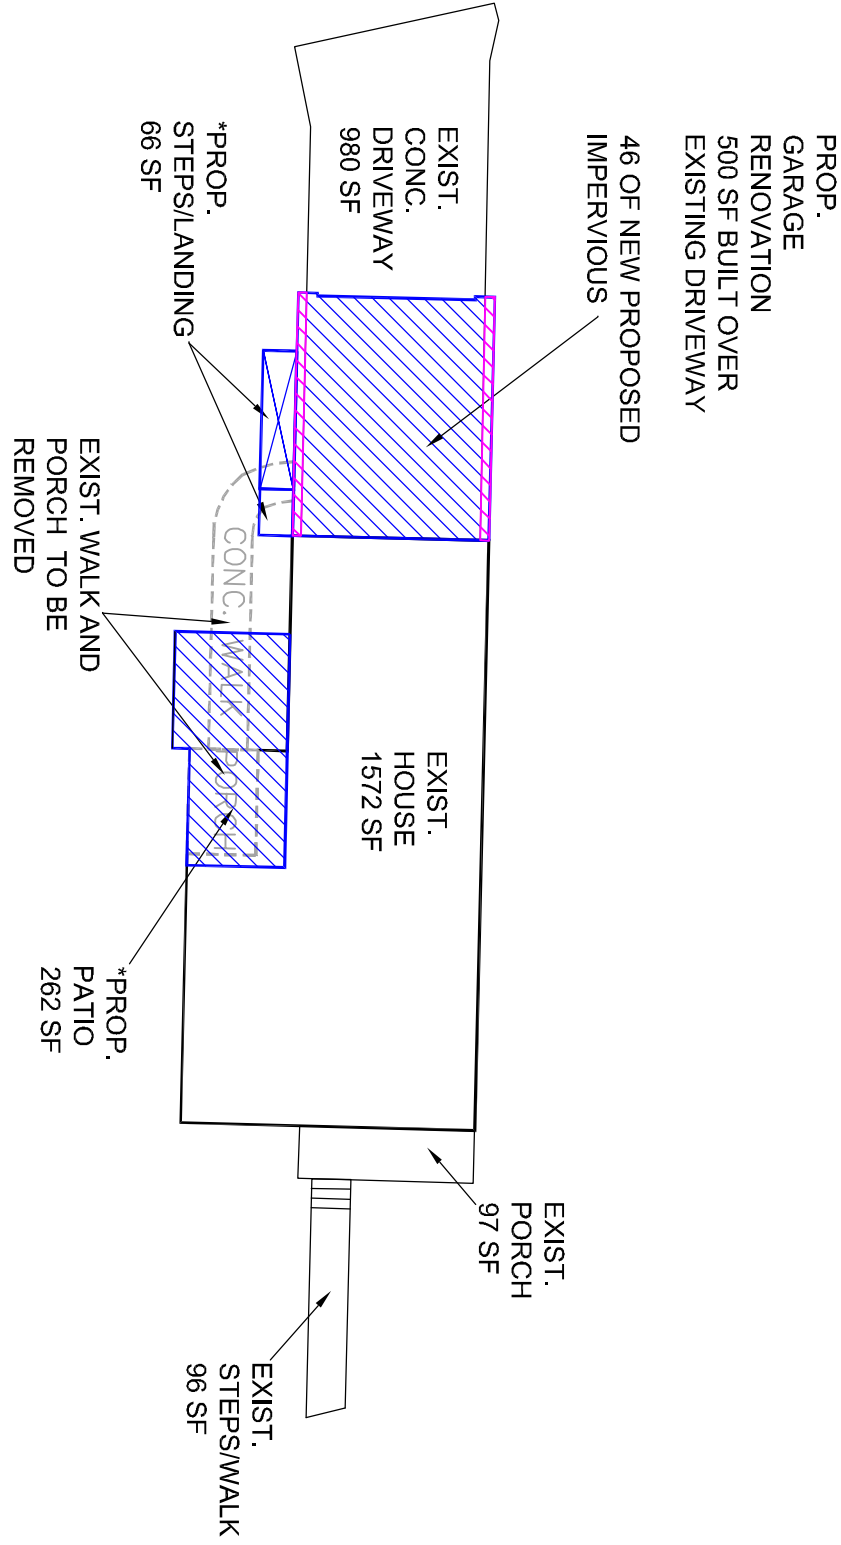 PROP.
GARAGE
RENOVATION
500 SF BUILT OVER
EXISTING DRIVEWAY
46 OF NEW PROPOSED
IMPERVIOUS
EXIST.
CONC.
DRIVEWAY
980 SF
*PROP.
STEPS/LANDING
66 SF
EXIST. WALK AND
PORCH TO BE
REMOVED
CONC. WALK
PORCH
EXIST.
HOUSE
1572 SF
*PROP.
PATIO
262 SF
EXIST.
PORCH
97 SF
EXIST.
STEPS/WALK
96 SF